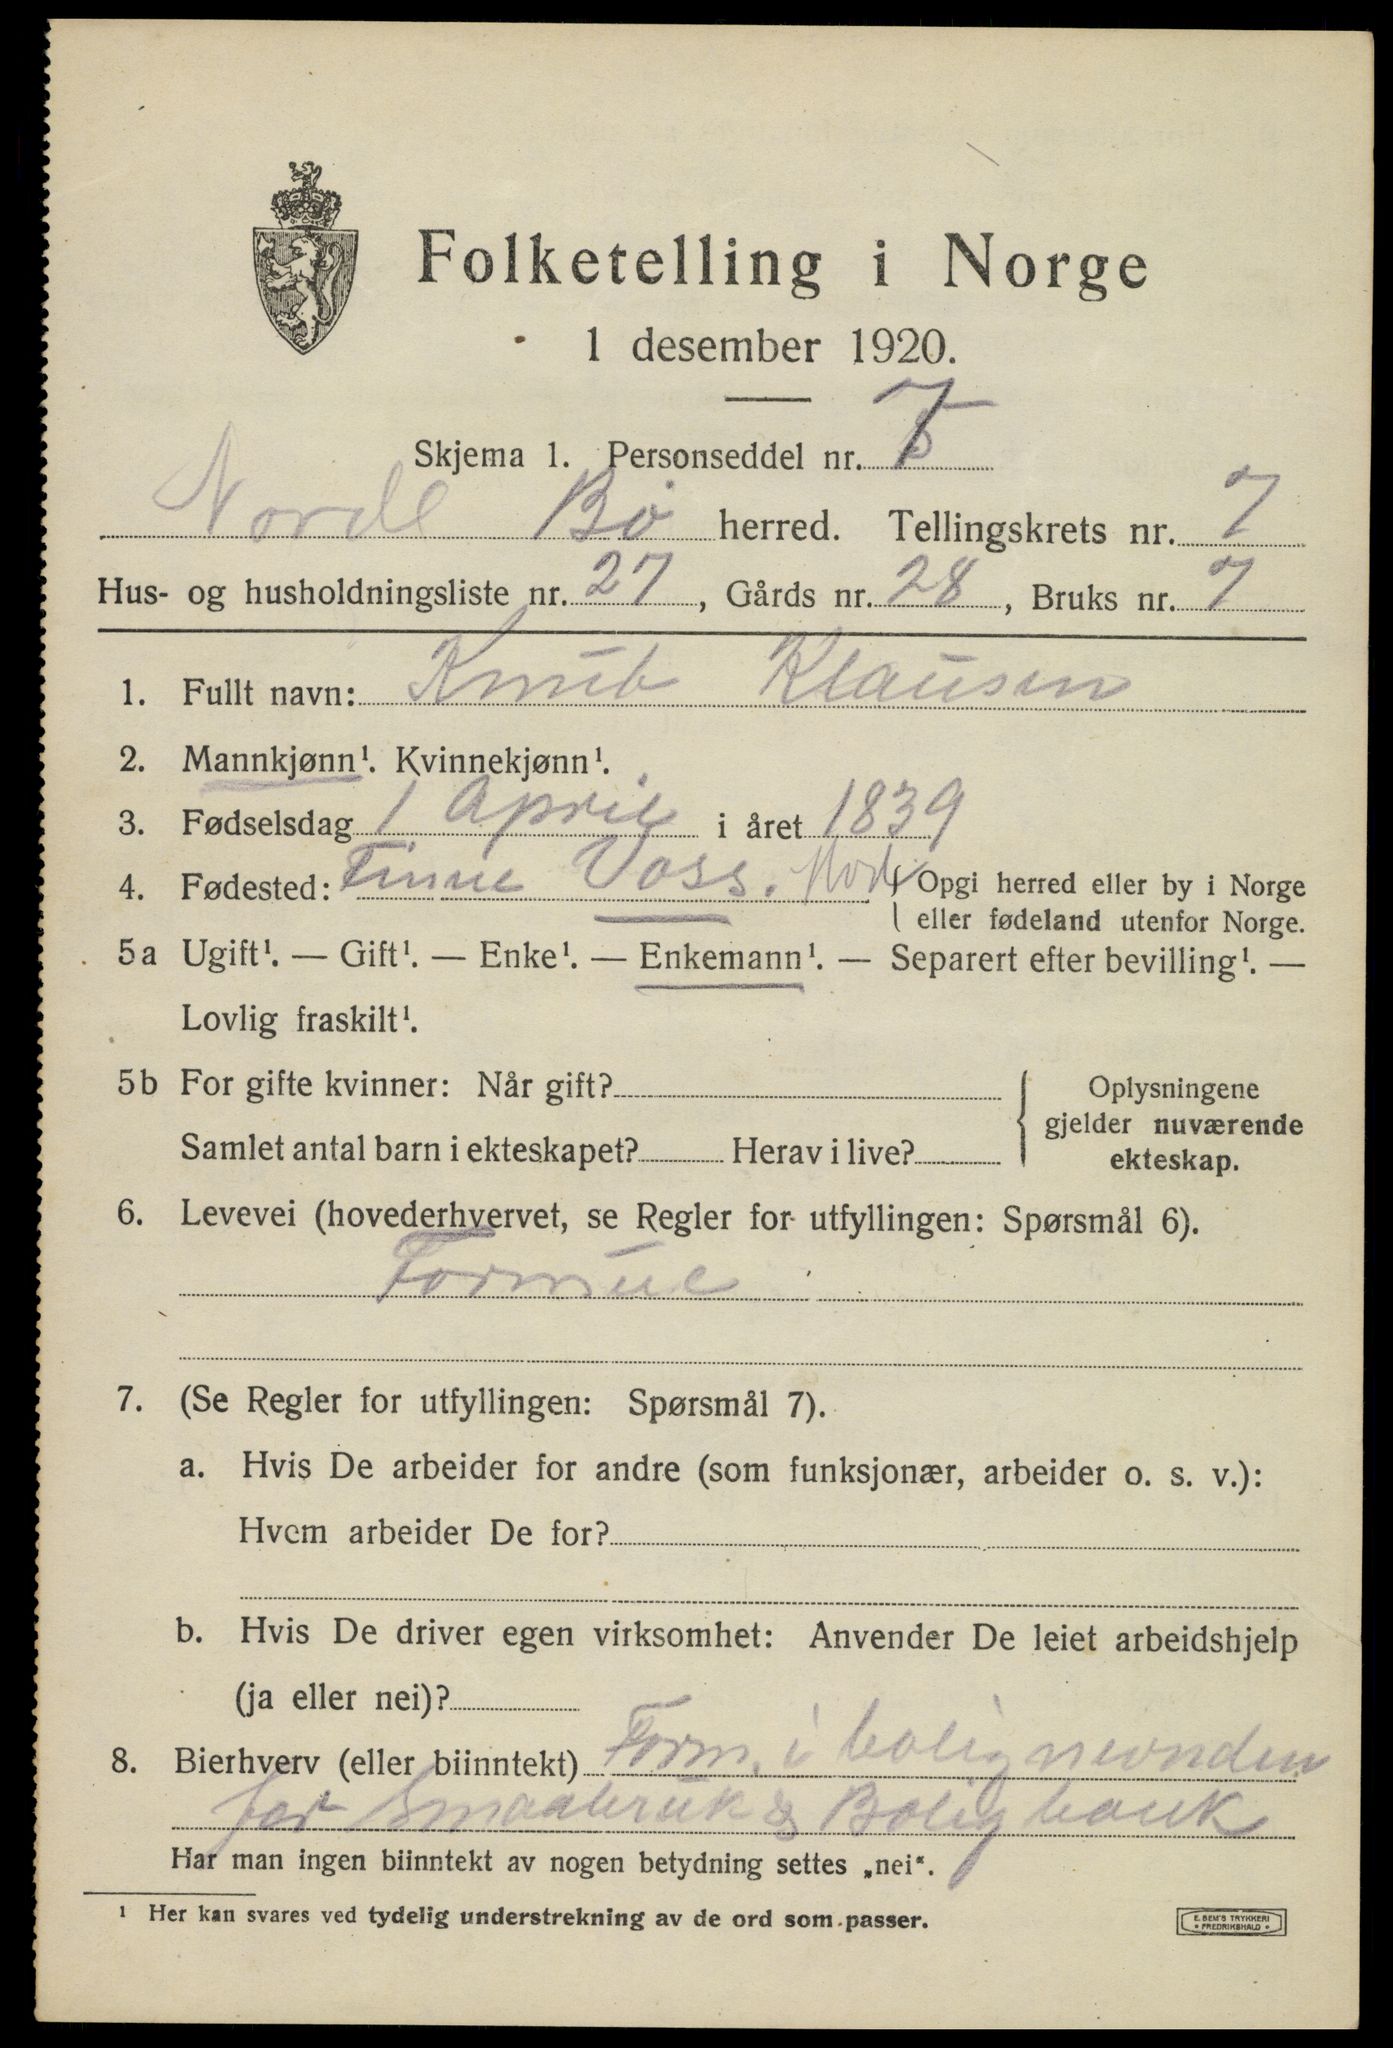 Folketelling i Norge
1 desember 1920.
Skjema 1. Personseddel nr. 7
Nordl Bø herred. Tellingskrets nr. 7
Hus- og husholdningsliste nr. 27, Gårds nr. 28, Bruks nr. 7
1. Fullt navn: Knut Klausen
2. Mannkjønn¹. Kvinnekjønn¹.
3. Fødselsdag 1 April i året 1839
4. Fødested: Finne Voss. Opgi herred eller by i Norge
eller fødeland utenfor Norge.
5a Ugift¹. — Gift¹. — Enke¹. — Enkemann¹. — Separert efter bevilling¹. —
Lovlig fraskilt¹.
5b For gifte kvinner: Når gift?
Samlet antal barn i ekteskapet? Herav i live?
Oplysningene
gjelder nuværende
ekteskap.
6. Levevei (hovederhvervet, se Regler for utfyllingen: Spørsmål 6).
Formue
7. (Se Regler for utfyllingen: Spørsmål 7).
a. Hvis De arbeider for andre (som funksjonær, arbeider o. s. v.):
Hvem arbeider De for?
b. Hvis De driver egen virksomhet: Anvender De leiet arbeidshjelp
(ja eller nei)?
8. Bierhverv (eller biinntekt) Form. i bolignevnden
for Smaabruk & Boligbank
Har man ingen biinntekt av nogen betydning settes „nei“.
¹ Her kan svares ved tydelig understrekning av de ord som passer.
E. SEM'S TRYKKERI
FREDRIKSHALD